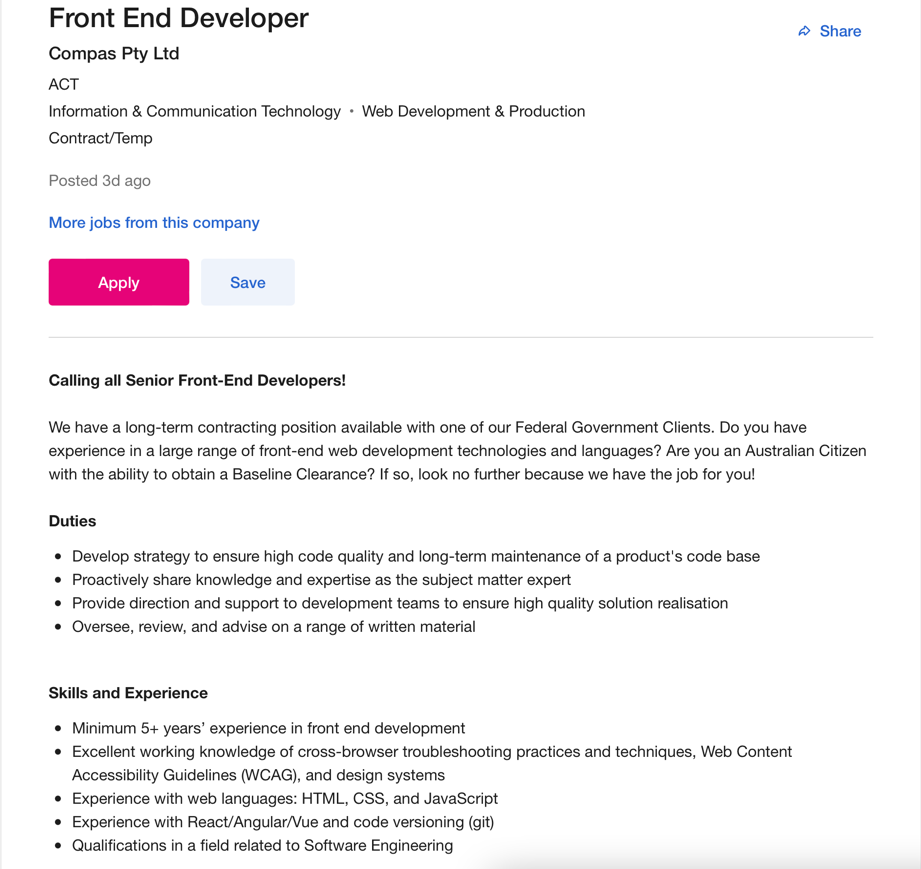 Front End Developer
Share
Compas Pty Ltd
ACT
Information & Communication Technology • Web Development & Production
Contract/Temp
Posted 3d ago
More jobs from this company
Apply
Save
Calling all Senior Front-End Developers!
We have a long-term contracting position available with one of our Federal Government Clients. Do you have
experience in a large range of front-end web development technologies and languages? Are you an Australian Citizen
with the ability to obtain a Baseline Clearance? If so, look no further because we have the job for you!
Duties
• Develop strategy to ensure high code quality and long-term maintenance of a product's code base
• Proactively share knowledge and expertise as the subject matter expert
• Provide direction and support to development teams to ensure high quality solution realisation
• Oversee, review, and advise on a range of written material
Skills and Experience
• Minimum 5+ years’ experience in front end development
• Excellent working knowledge of cross-browser troubleshooting practices and techniques, Web Content
Accessibility Guidelines (WCAG), and design systems
• Experience with web languages: HTML, CSS, and JavaScript
• Experience with React/Angular/Vue and code versioning (git)
• Qualifications in a field related to Software Engineering